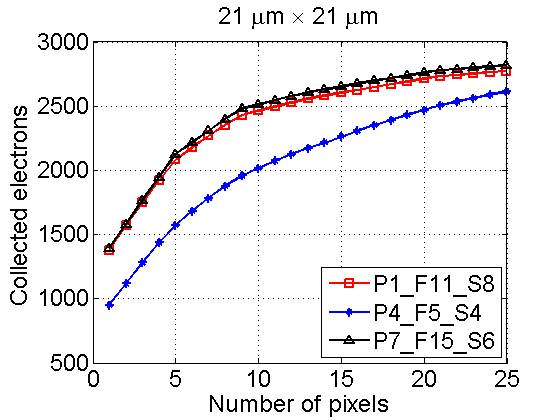 21 μm × 21 μm
3000
2500
2000
1500
1000
500
Collected electrons
P1_F11_S8
P4_F5_S4
P7_F15_S6
0 5 10 15 20 25
Number of pixels